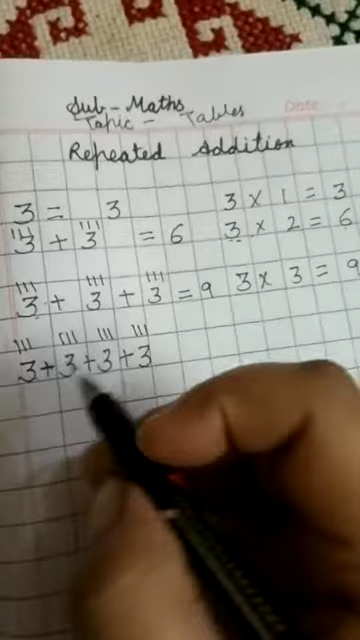 Date
Sub - Maths
Topic - Tables
Repeated Addition
3 = 3 3 x 1 = 3
3 + 3 = 6 3 x 2 = 6
3 + 3 + 3 = 9 3 x 3 = 9
3+3+3+3